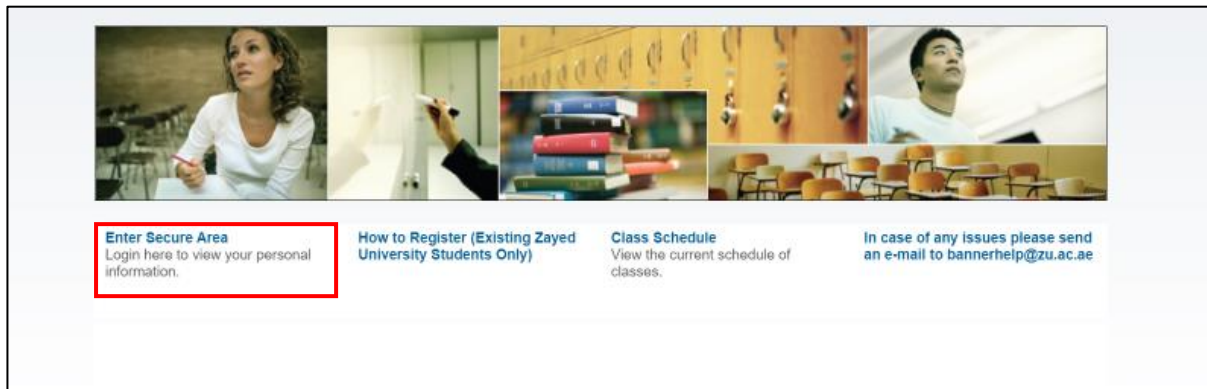 Enter Secure Area
Login here to view your personal
information.
How to Register (Existing Zayed
University Students Only)
Class Schedule
View the current schedule of
classes.
In case of any issues please send
an e-mail to bannerhelp@zu.ac.ae